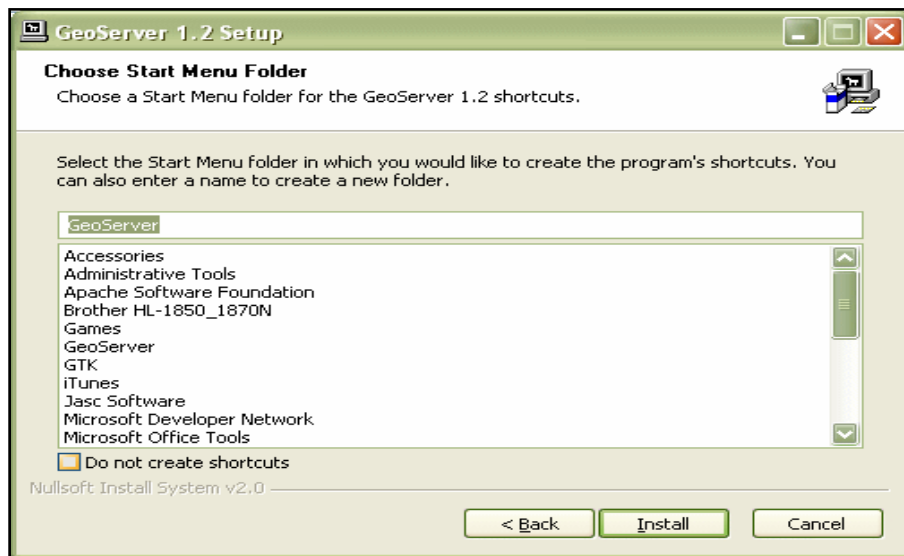 GeoServer 1.2 Setup
Choose Start Menu Folder
Choose a Start Menu folder for the GeoServer 1.2 shortcuts.
Select the Start Menu folder in which you would like to create the program's shortcuts. You
can also enter a name to create a new folder.
GeoServer
Accessories
Administrative Tools
Apache Software Foundation
Brother HL-1850_1870N
Games
GeoServer
GTK
iTunes
Jasc Software
Microsoft Developer Network
Microsoft Office Tools
Do not create shortcuts
Nullsoft Install System v2.0
< Back Install Cancel